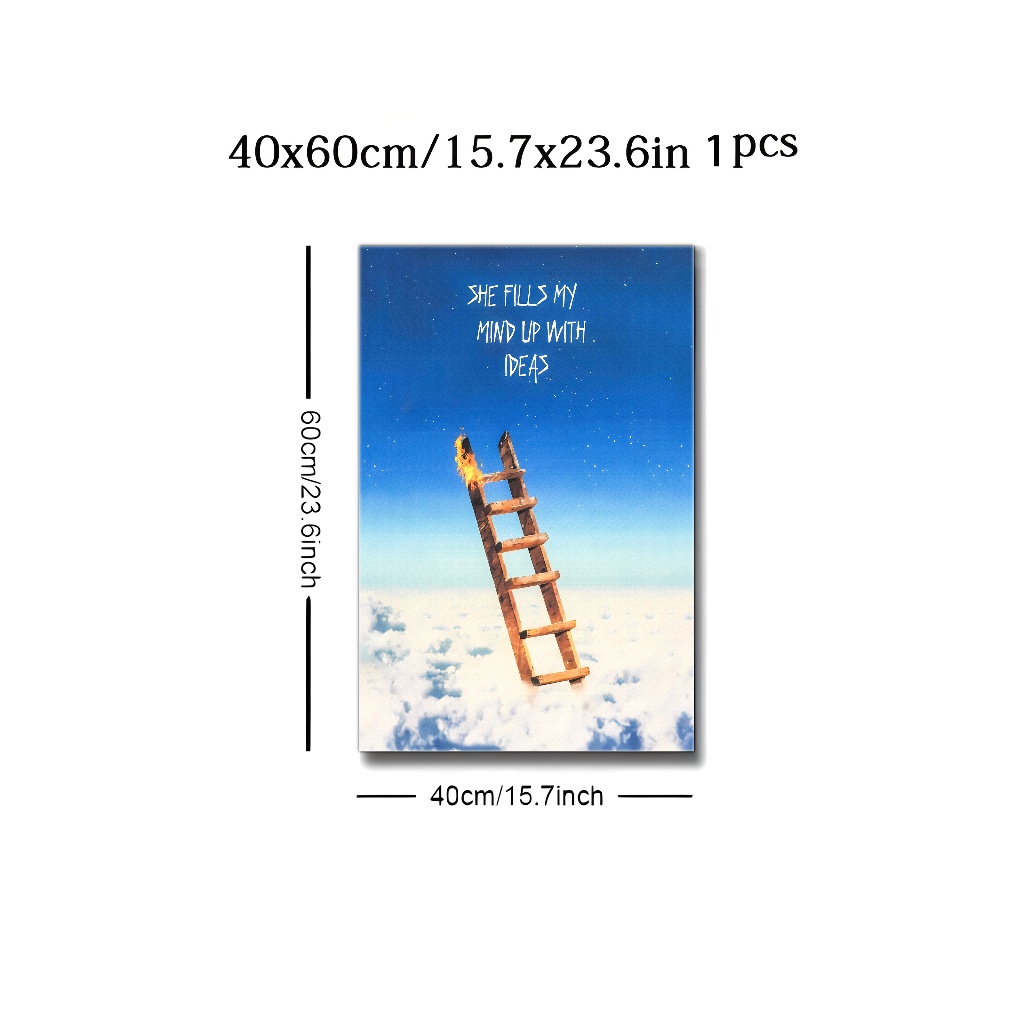 40x60cm/15.7x23.6in 1pcs
SHE FILLS MY
MIND UP WITH
IDEAS
60cm/23.6inch
40cm/15.7inch